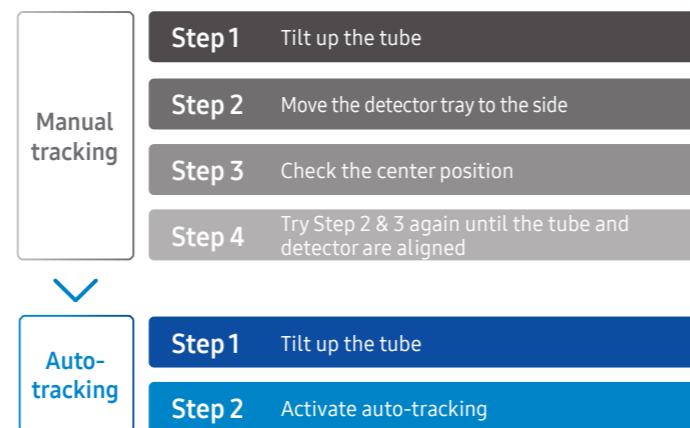 Manual
tracking
Step 1 Tilt up the tube
Step 2 Move the detector tray to the side
Step 3 Check the center position
Step 4 Try Step 2 & 3 again until the tube and
detector are aligned
Auto-
tracking
Step 1 Tilt up the tube
Step 2 Activate auto-tracking